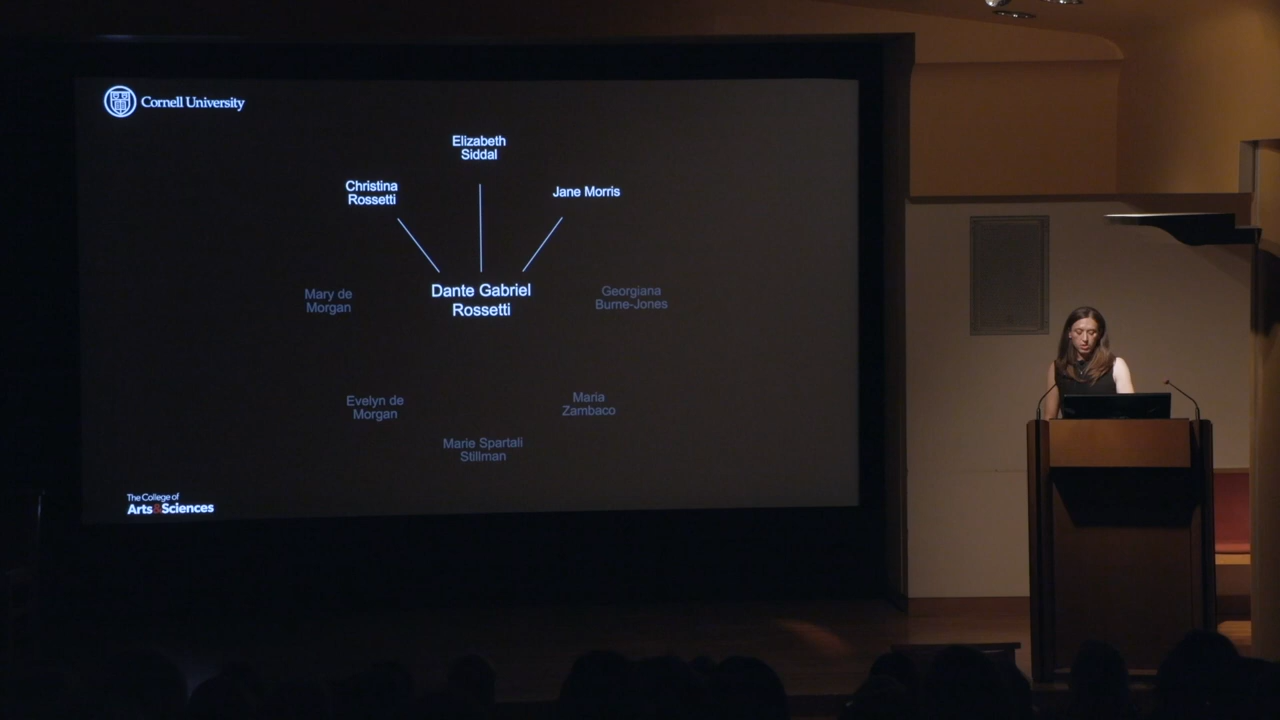 Cornell University
Elizabeth
Siddal
Christina
Rossetti
Jane Morris
Dante Gabriel
Rossetti
Mary de
Morgan
Georgiana
Burne-Jones
Evelyn de
Morgan
Maria
Zambaco
Marie Spartali
Stillman
The College of
Arts&Sciences